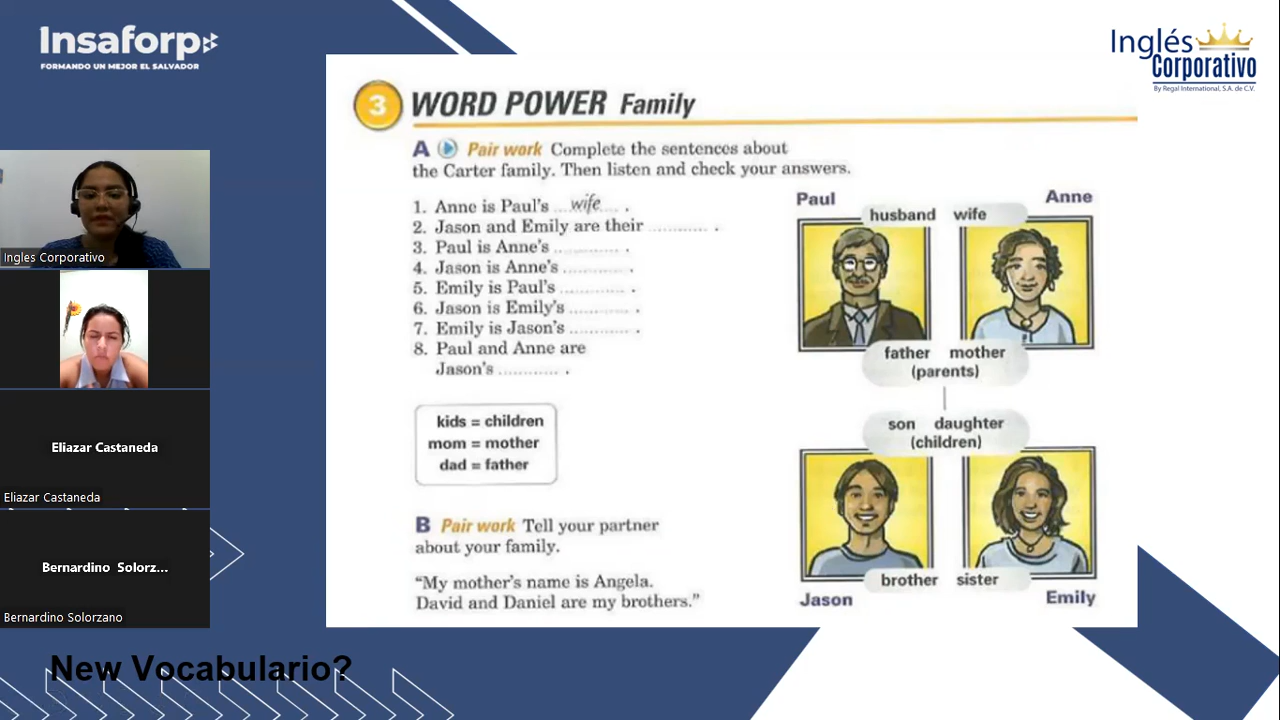 Insaforp
FORMANDO UN MEJOR EL SALVADOR
Inglés
Corporativo
By Regal International, S.A. de C.V.
3 WORD POWER Family
A Pair work Complete the sentences about
the Carter family. Then listen and check your answers.
1. Anne is Paul's ...wife.... .
2. Jason and Emily are their ............ .
3. Paul is Anne's ............ .
4. Jason is Anne's ............ .
5. Emily is Paul's ............ .
6. Jason is Emily's ............ .
7. Emily is Jason's ............ .
8. Paul and Anne are
Jason's ............ .
kids = children
mom = mother
dad = father
B Pair work Tell your partner
about your family.
"My mother's name is Angela.
David and Daniel are my brothers."
Paul
Anne
husband wife
father mother
(parents)
son daughter
(children)
brother sister
Jason
Emily
Ingles Corporativo
Eliazar Castaneda
Eliazar Castaneda
Bernardino Solorz...
Bernardino Solorzano
New Vocabulario?